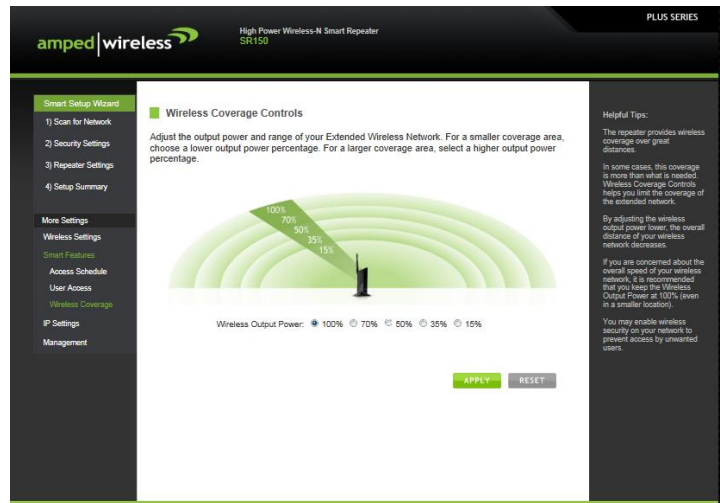 PLUS SERIES
amped wireless
High Power Wireless-N Smart Repeater
SR150
Smart Setup Wizard
1) Scan for Network
2) Security Settings
3) Repeater Settings
4) Setup Summary
More Settings
Wireless Settings
Smart Features
Access Schedule
User Access
Wireless Coverage
IP Settings
Management
Wireless Coverage Controls
Adjust the output power and range of your Extended Wireless Network. For a smaller coverage area,
choose a lower output power percentage. For a larger coverage area, select a higher output power
percentage.
100%
70%
50%
35%
15%
Wireless Output Power: 100% 70% 50% 35% 15%
APPLY RESET
Helpful Tips:
The repeater provides wireless
coverage over great
distances.
In some cases, this coverage
is more than what is needed.
Wireless Coverage Controls
helps you limit the coverage of
the extended network.
By adjusting the wireless
output power lower, the overall
distance of your wireless
network decreases.
If you are concerned about the
overall speed of your wireless
network, it is recommended
that you keep the Wireless
Output Power at 100% (even
in a smaller location).
You may enable wireless
security on your network to
prevent access by unwanted
users.